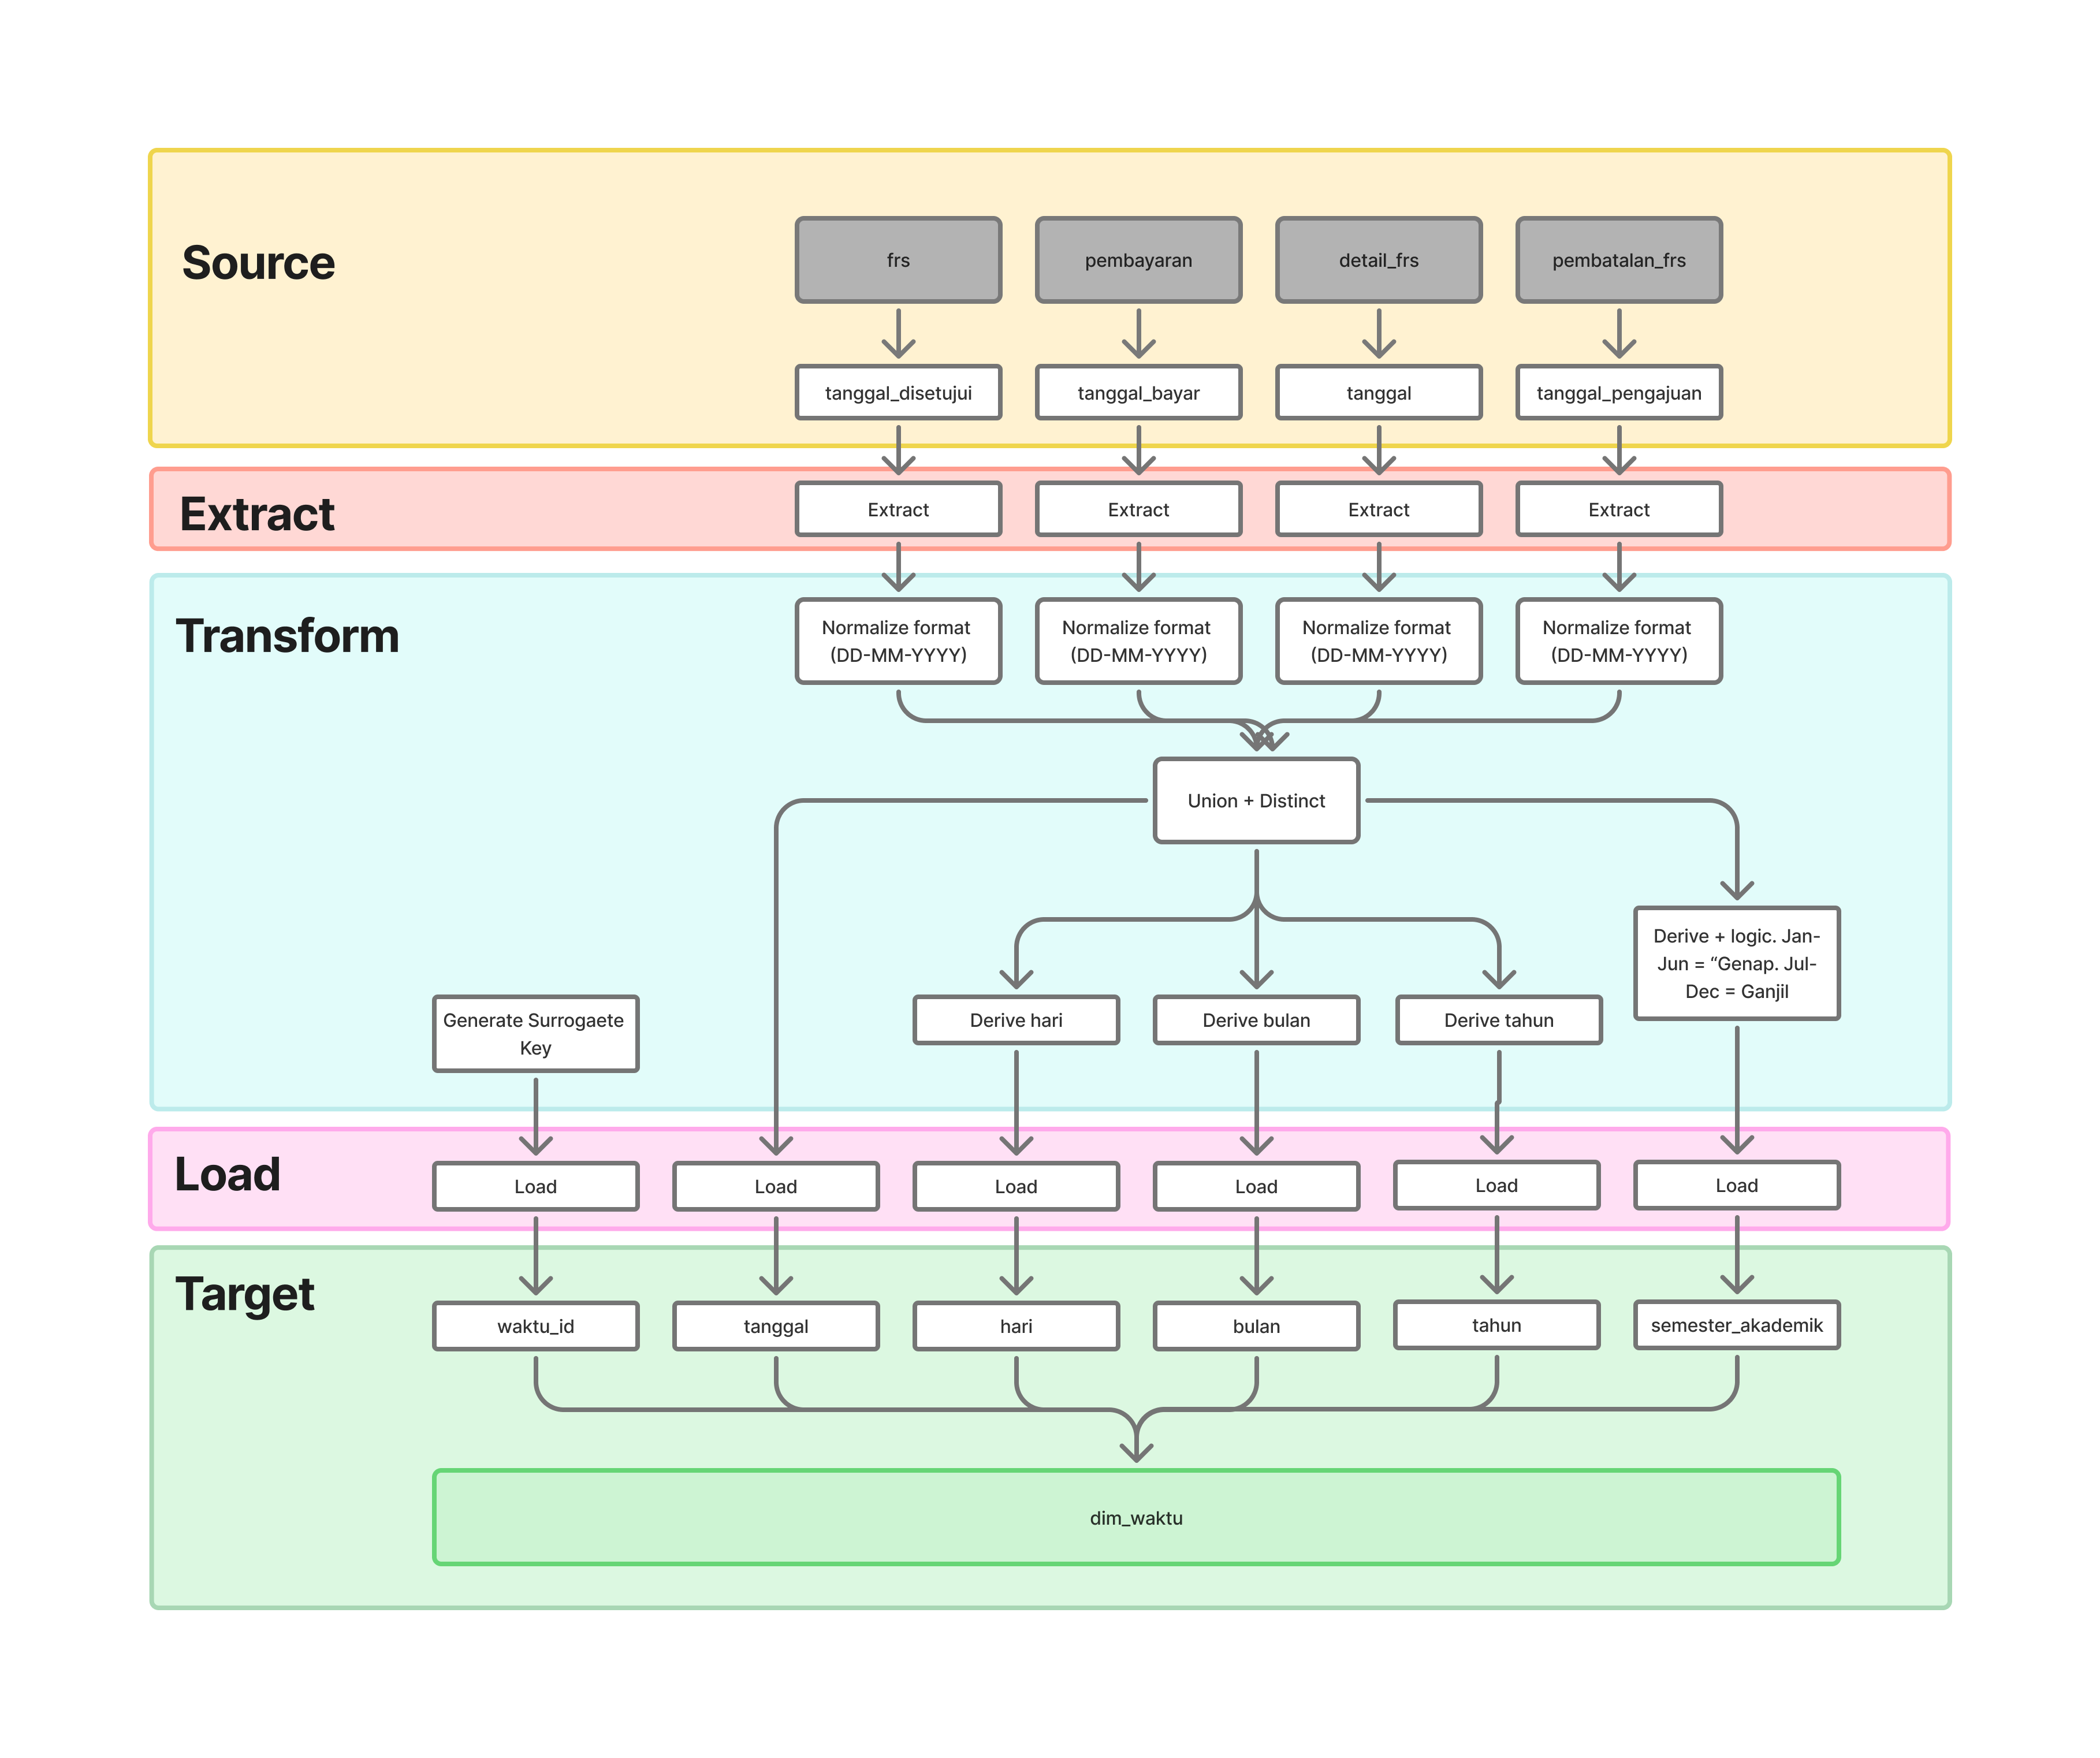 Source
frs
pembayaran
detail_frs
pembatalan_frs
tanggal_disetujui
tanggal_bayar
tanggal
tanggal_pengajuan
Extract
Extract
Extract
Extract
Extract
Transform
Normalize format
(DD-MM-YYYY)
Normalize format
(DD-MM-YYYY)
Normalize format
(DD-MM-YYYY)
Normalize format
(DD-MM-YYYY)
Union + Distinct
Derive + logic. Jan-
Jun = “Genap. Jul-
Dec = Ganjil
Generate Surrogaete
Key
Derive hari
Derive bulan
Derive tahun
Load
Load
Load
Load
Load
Load
Load
Target
waktu_id
tanggal
hari
bulan
tahun
semester_akademik
dim_waktu